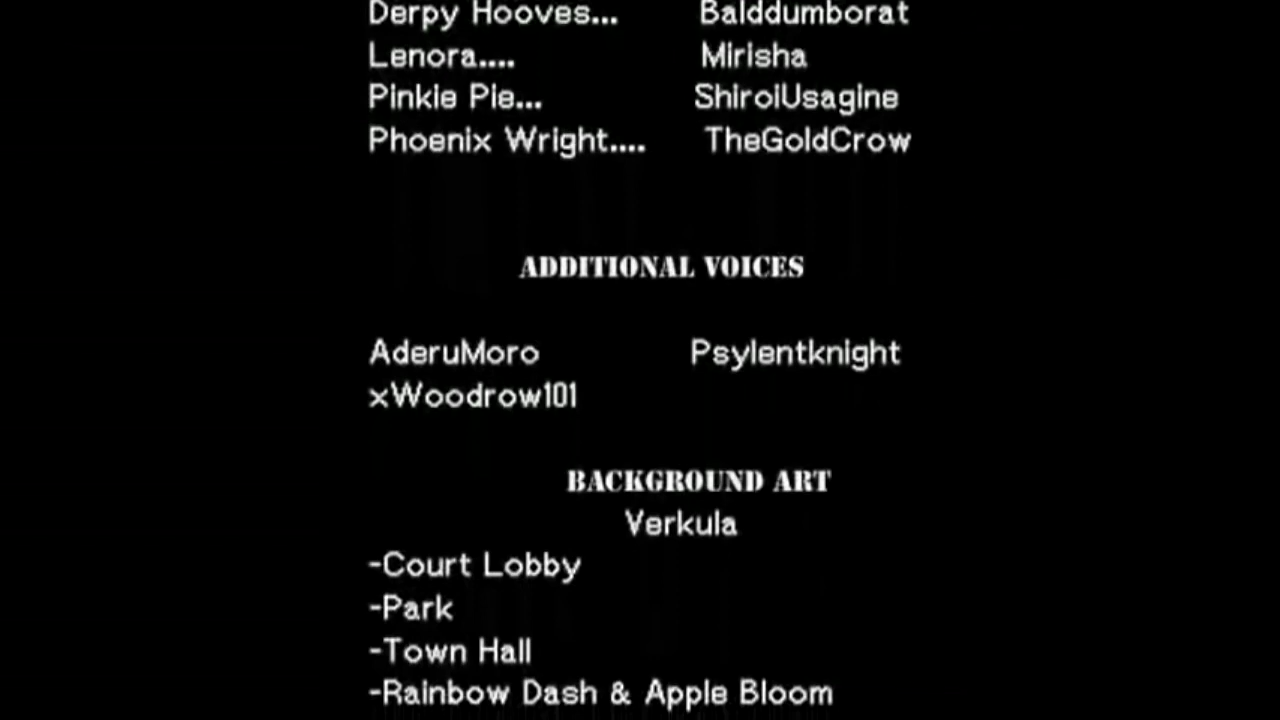 Derpy Hooves... Balddumborat
Lenora.... Mirisha
Pinkie Pie... ShiroiUsagine
Phoenix Wright.... TheGoldCrow
ADDITIONAL VOICES
AderuMoro Psylentknight
xWoodrow101
BACKGROUND ART
Verkula
-Court Lobby
-Park
-Town Hall
-Rainbow Dash & Apple Bloom